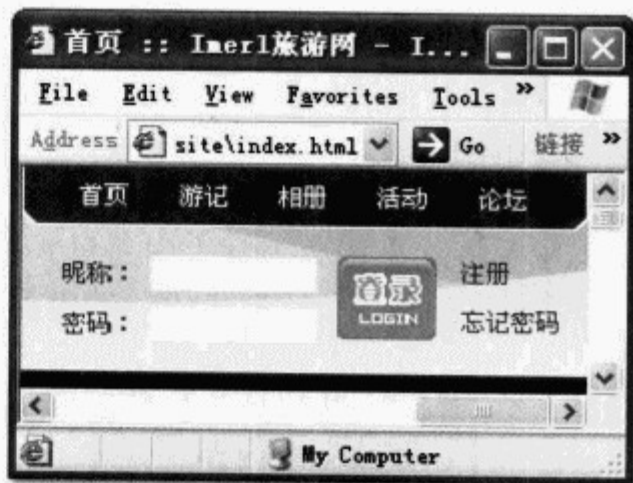 首页 :: Imerl旅游网 - I...
File Edit View Favorites Tools »
Address site\index.html Go 链接 »
首页 游记 相册 活动 论坛
昵称： 登录 注册
LOGIN
密码： 忘记密码
My Computer